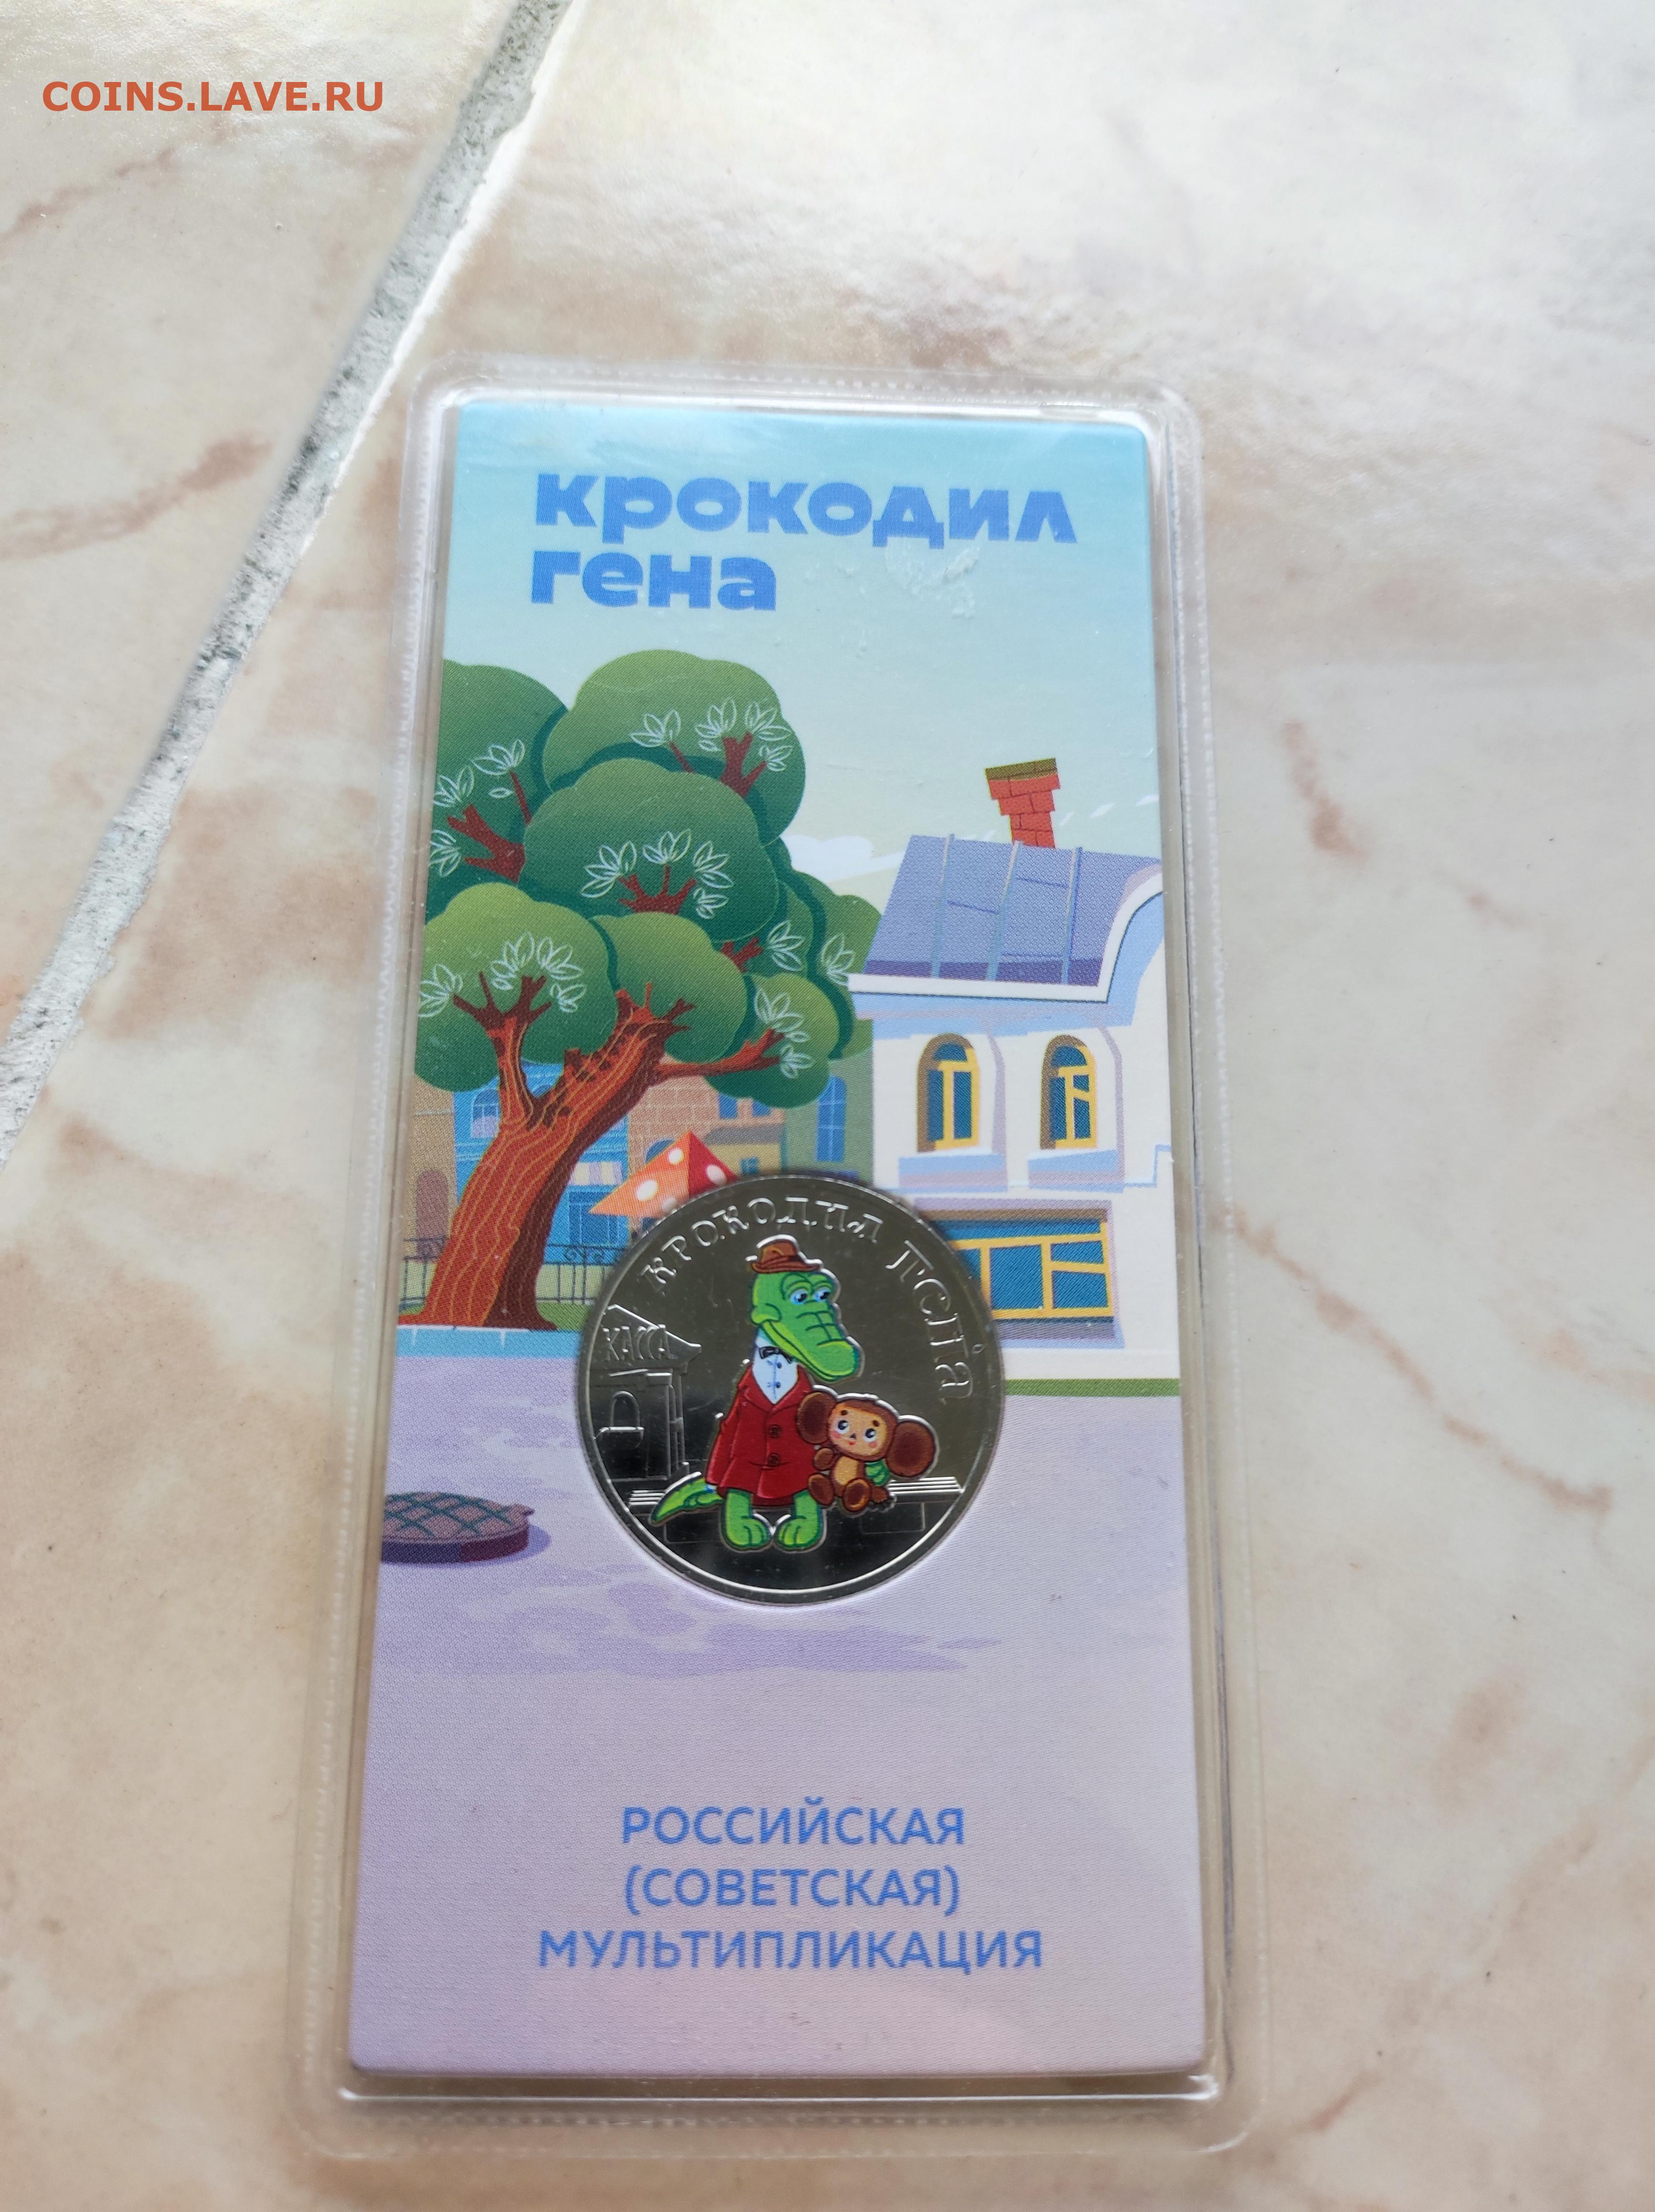 COINS.LAVE.RU
крокодил
гена
КРОКОДИЛ ГЕНА
КАССА
РОССИЙСКАЯ
(СОВЕТСКАЯ)
МУЛЬТИПЛИКАЦИЯ